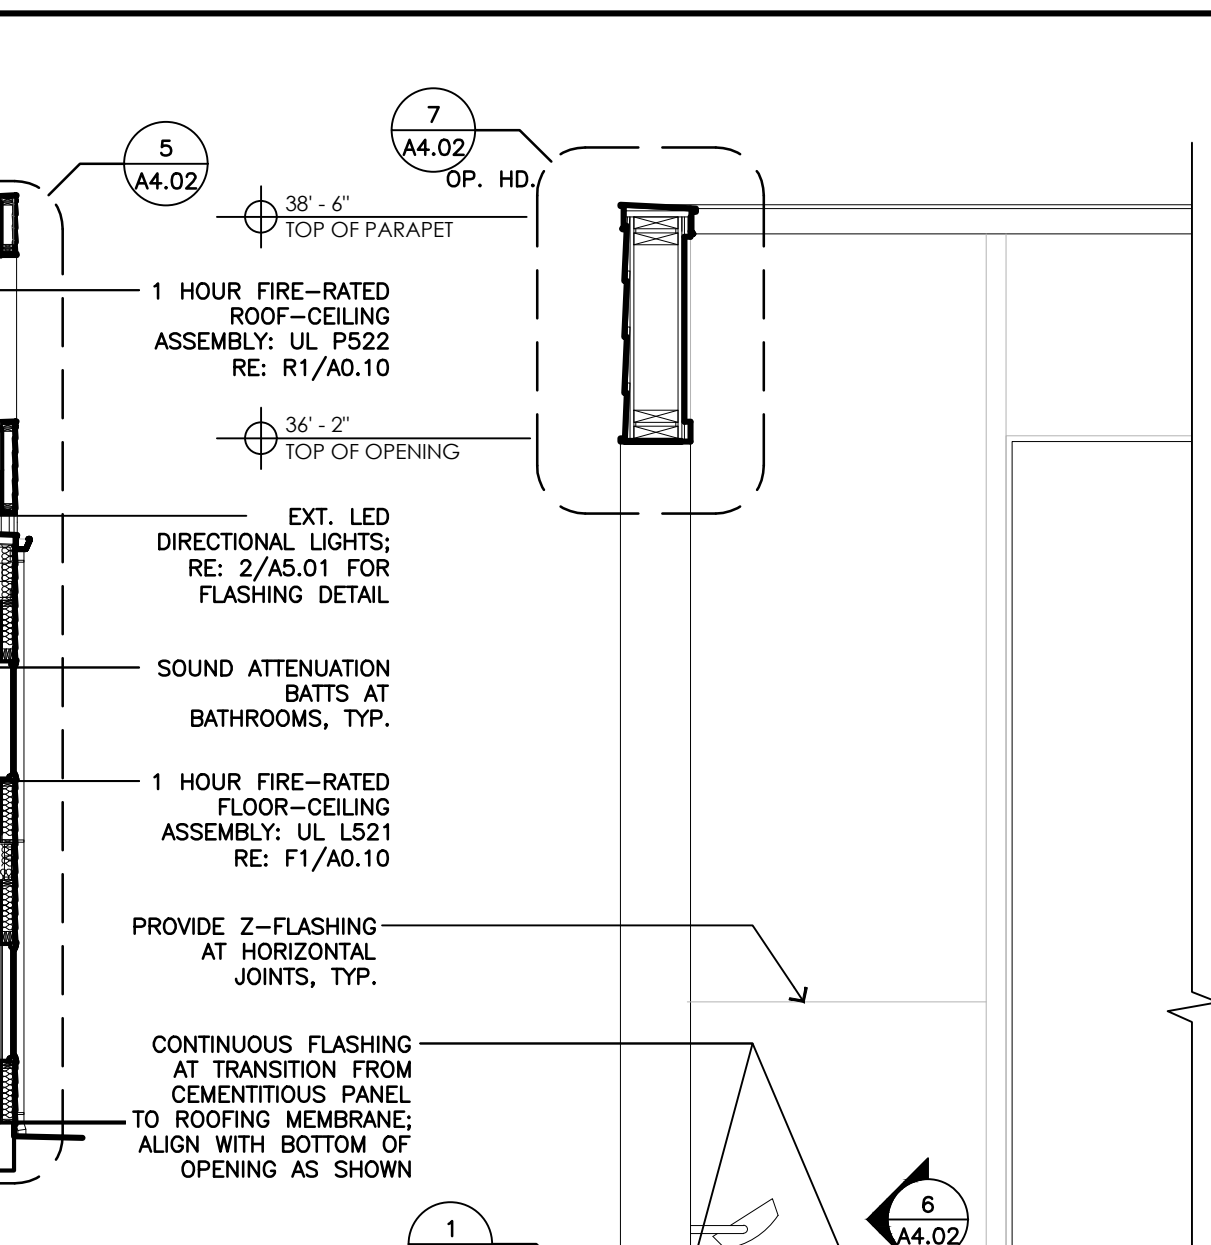 7
A4.02
OP. HD.
5
A4.02
38' - 6"
TOP OF PARAPET
1 HOUR FIRE-RATED
ROOF-CEILING
ASSEMBLY: UL P522
RE: R1/A0.10
36' - 2"
TOP OF OPENING
EXT. LED
DIRECTIONAL LIGHTS;
RE: 2/A5.01 FOR
FLASHING DETAIL
SOUND ATTENUATION
BATTS AT
BATHROOMS, TYP.
1 HOUR FIRE-RATED
FLOOR-CEILING
ASSEMBLY: UL L521
RE: F1/A0.10
PROVIDE Z-FLASHING
AT HORIZONTAL
JOINTS, TYP.
CONTINUOUS FLASHING
AT TRANSITION FROM
CEMENTITIOUS PANEL
TO ROOFING MEMBRANE;
ALIGN WITH BOTTOM OF
OPENING AS SHOWN
1
6
A4.02